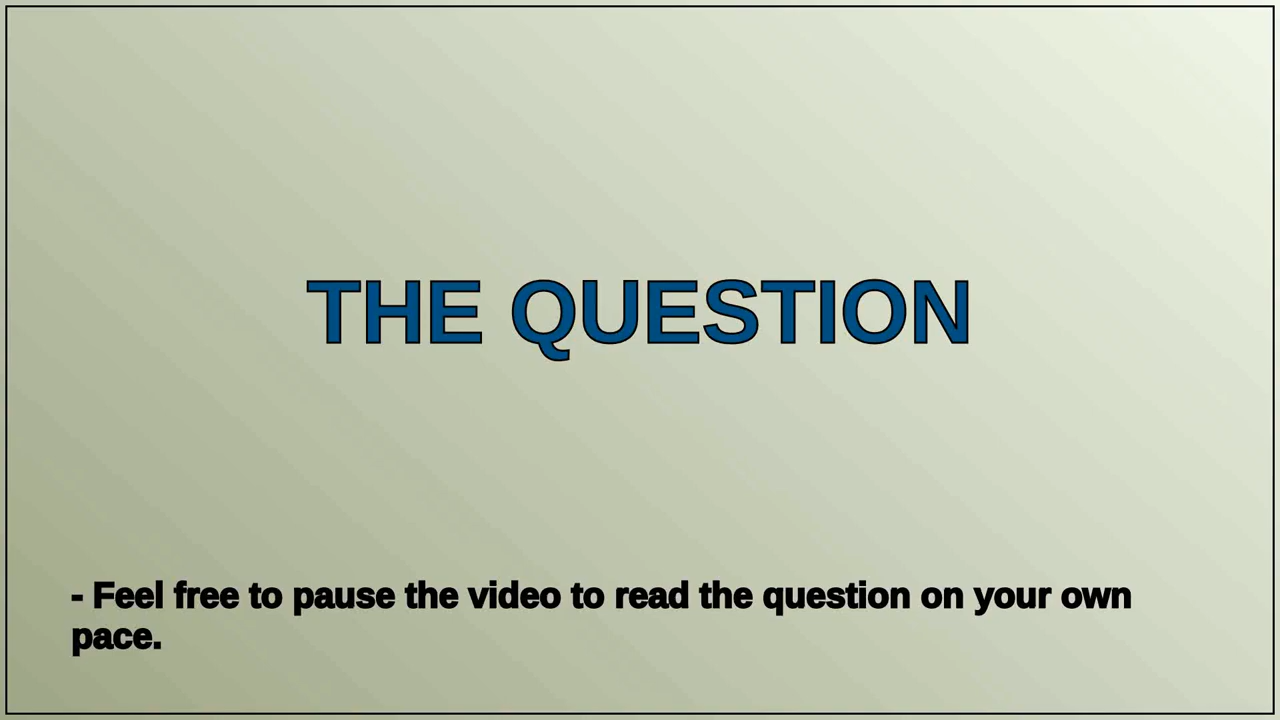 THE QUESTION
- Feel free to pause the video to read the question on your own
pace.